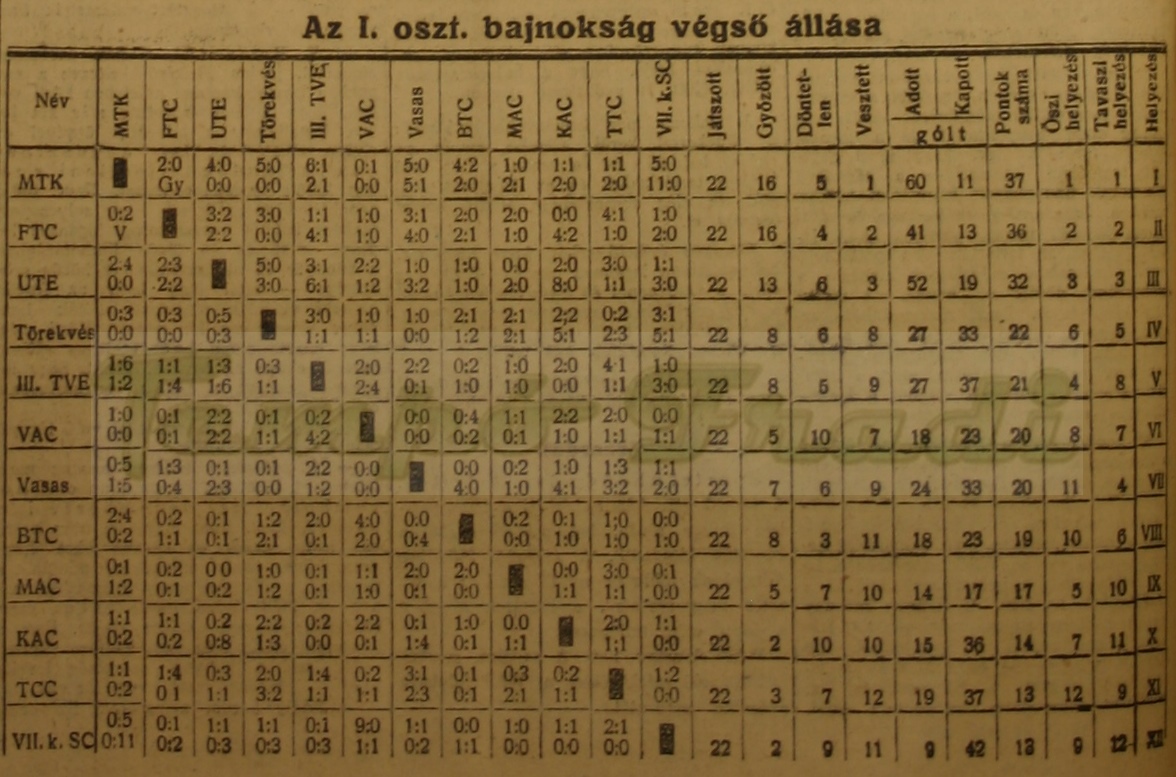 Az I. oszt. bajnokság végső állása
Név MTK FTC UTE Törekvés III. TVE VAC Vasas BTC MAC KAC TTC VII. k. SC Játszott Győzött Döntet-len Vesztett Adott Kapott gólt Pontok száma Őszi helyezés Tavaszi helyezés Helyezés
2:0 4:0 5:0 6:1 0:1 5:0 4:2 1:0 1:1 1:1 5:0
MTK Gy 0:0 0:0 2.1 0:0 5:1 2:0 2:1 2:0 2:0 11:0 22 16 5 1 60 11 37 1 1 I
0:2 3:2 3:0 1:1 1:0 3:1 2:0 2:0 0:0 4:1 1:0
FTC V 2:2 0:0 4:1 1:0 4:0 2:1 1:0 4:2 1:0 2:0 22 16 4 2 41 13 36 2 2 II
2.4 2:3 5:0 3:1 2:2 1:0 1:0 0:0 2:0 3:0 1:1
UTE 0:0 2:2 3:0 6:1 1:2 3:2 1:0 2:0 8:0 1:1 3:0 22 13 6 3 52 19 32 3 3 III
0:3 0:3 0:5 3:0 1:0 1:0 2:1 2:1 2;2 0:2 3:1
Törekvés 0:0 0:0 0:3 1:1 1:1 0:0 1:2 2:1 5:1 2:3 5:1 22 8 6 8 27 33 22 6 5 IV
1:6 1:1 1:3 0:3 2:0 2:2 0:2 1:0 2:0 4:1 1:0
III. TVE 1:2 1:4 1:6 1:1 2:4 0:1 1:0 1:0 0:0 1:1 3:0 22 8 5 9 27 37 21 4 8 V
1:0 0:1 2:2 0:1 0:2 0:0 0:4 1:1 2:2 2:0 0:0
VAC 0:0 0:1 2:2 1:1 4:2 0:0 0:2 0:1 1:0 1:1 1:1 22 5 10 7 18 23 20 8 7 VI
0:5 1:3 0:1 0:1 2:2 0:0 0:0 0:2 1:0 1:3 1:1
Vasas 1:5 0:4 2:3 0:0 1:2 0:0 4:0 1:0 4:1 3:2 2:0 22 7 6 9 24 33 20 11 4 VII
2:4 0:2 0:1 1:2 2:0 4:0 0:0 0:2 0:1 1;0 0:0
BTC 0:2 1:1 0:1 2:1 0:1 2.0 0:4 0:0 1:0 1:0 1:0 22 8 3 11 18 23 19 10 6 VIII
0:1 0:2 0 0 1:0 0:1 1:1 2:0 2:0 0:0 3:0 0:1
MAC 1:2 0:1 0:2 1:2 0:1 1:0 0:1 0:0 1:1 1:1 0:0 22 5 7 10 14 17 17 5 10 IX
1:1 1:1 0:2 2:2 0:2 2:2 0:1 1:0 0.0 2:0 1:1
KAC 0:2 0:2 0:8 1:3 0:0 0:1 1:4 0:1 1:1 1;1 0:0 22 2 10 10 15 36 14 7 11 X
1:1 1:4 0:3 2:0 1:4 0:2 3:1 0:1 0;3 0:2 1:2
TCC 0:2 0 1 1:1 3:2 1:1 1:1 2:3 0:1 2:1 1:1 0:0 22 3 7 12 19 37 13 12 9 XI
0:5 0:1 1:1 1:1 0:1 9:0 1:1 0:0 1:0 1:1 2:1
VII. k. SC 0:11 0:2 0:3 0:3 0:3 1:1 0:2 1:1 0:0 0.0 0:0 22 2 9 11 9 42 13 9 12 XII